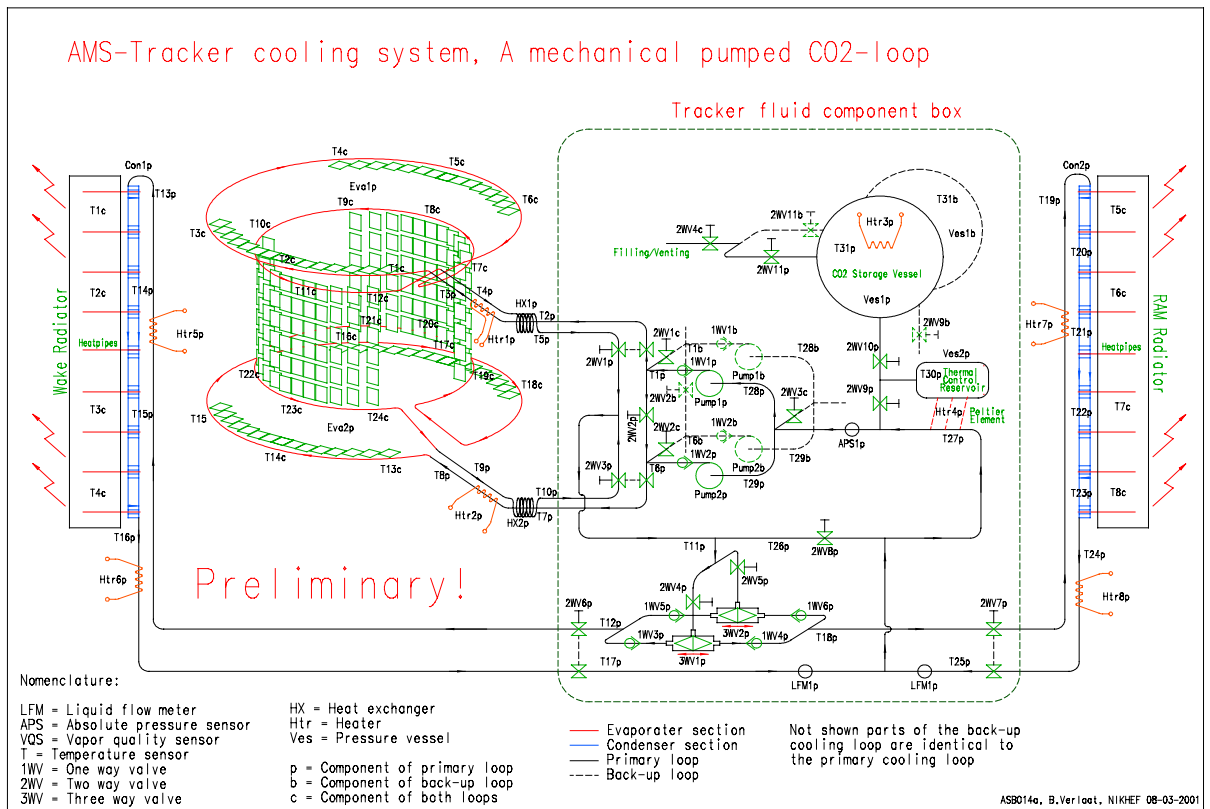 AMS-Tracker cooling system, A mechanical pumped CO2-loop
Tracker fluid component box
Con1p
T13p
T1c
T2c
T14p
Heatpipes
Htr5p
T3c
T15p
T4c
T16p
Wake Radiator
Htr6p
T4c
T5c
T6c
Eva1p
T9c
T8c
T10c
T3c
T2c
T1c
T7c
T11c
T12c
T3p
T4p
HX1p
T2p
T5p
Htr1p
T21c
T20c
T16c
T17c
T22c
T19c
T18c
T23c
T24c
T15
Eva2p
T14c
T13c
T9p
T8p
Htr2p
HX2p
T10p
T7p
2WV11b
2WV4c
Filling/Venting
2WV11p
T31b
Htr3p
T31p
Ves1b
CO2 Storage Vessel
Ves1p
2WV9b
2WV10p
Ves2p
T30p
Thermal
Control
Reservoir
2WV9p
Htr4p
Peltier
Element
T27p
APS1p
2WV1c
1WV1b
T1b
1WV1p
Pump1b
T28b
2WV1p
T1p
T28p
Pump1p
2WV2b
2WV3c
2WV2p
2WV2c
1WV2b
T6b
1WV2p
Pump2b
T29b
2WV3p
T6p
T29p
Pump2p
T11p
T26p
2WV8p
2WV5p
2WV4p
2WV6p
1WV5p
1WV6p
T12p
3WV2p
1WV3p
1WV4p
T18p
3WV1p
T17p
LFM1p
LFM1p
T25p
2WV7p
Con2p
T19p
T5c
T20p
T6c
Htr7p
T21p
Heatpipes
T22p
T7c
T23p
T8c
RAM Radiator
T24p
Htr8p
Preliminary!
Nomenclature:
LFM = Liquid flow meter
APS = Absolute pressure sensor
VQS = Vapor quality sensor
T = Temperature sensor
1WV = One way valve
2WV = Two way valve
3WV = Three way valve
HX = Heat exchanger
Htr = Heater
Ves = Pressure vessel
p = Component of primary loop
b = Component of back-up loop
c = Component of both loops
Evaporater section
Condenser section
Primary loop
Back-up loop
Not shown parts of the back-up
cooling loop are identical to
the primary cooling loop
ASB014a, B.Verlaat, NIKHEF 08-03-2001